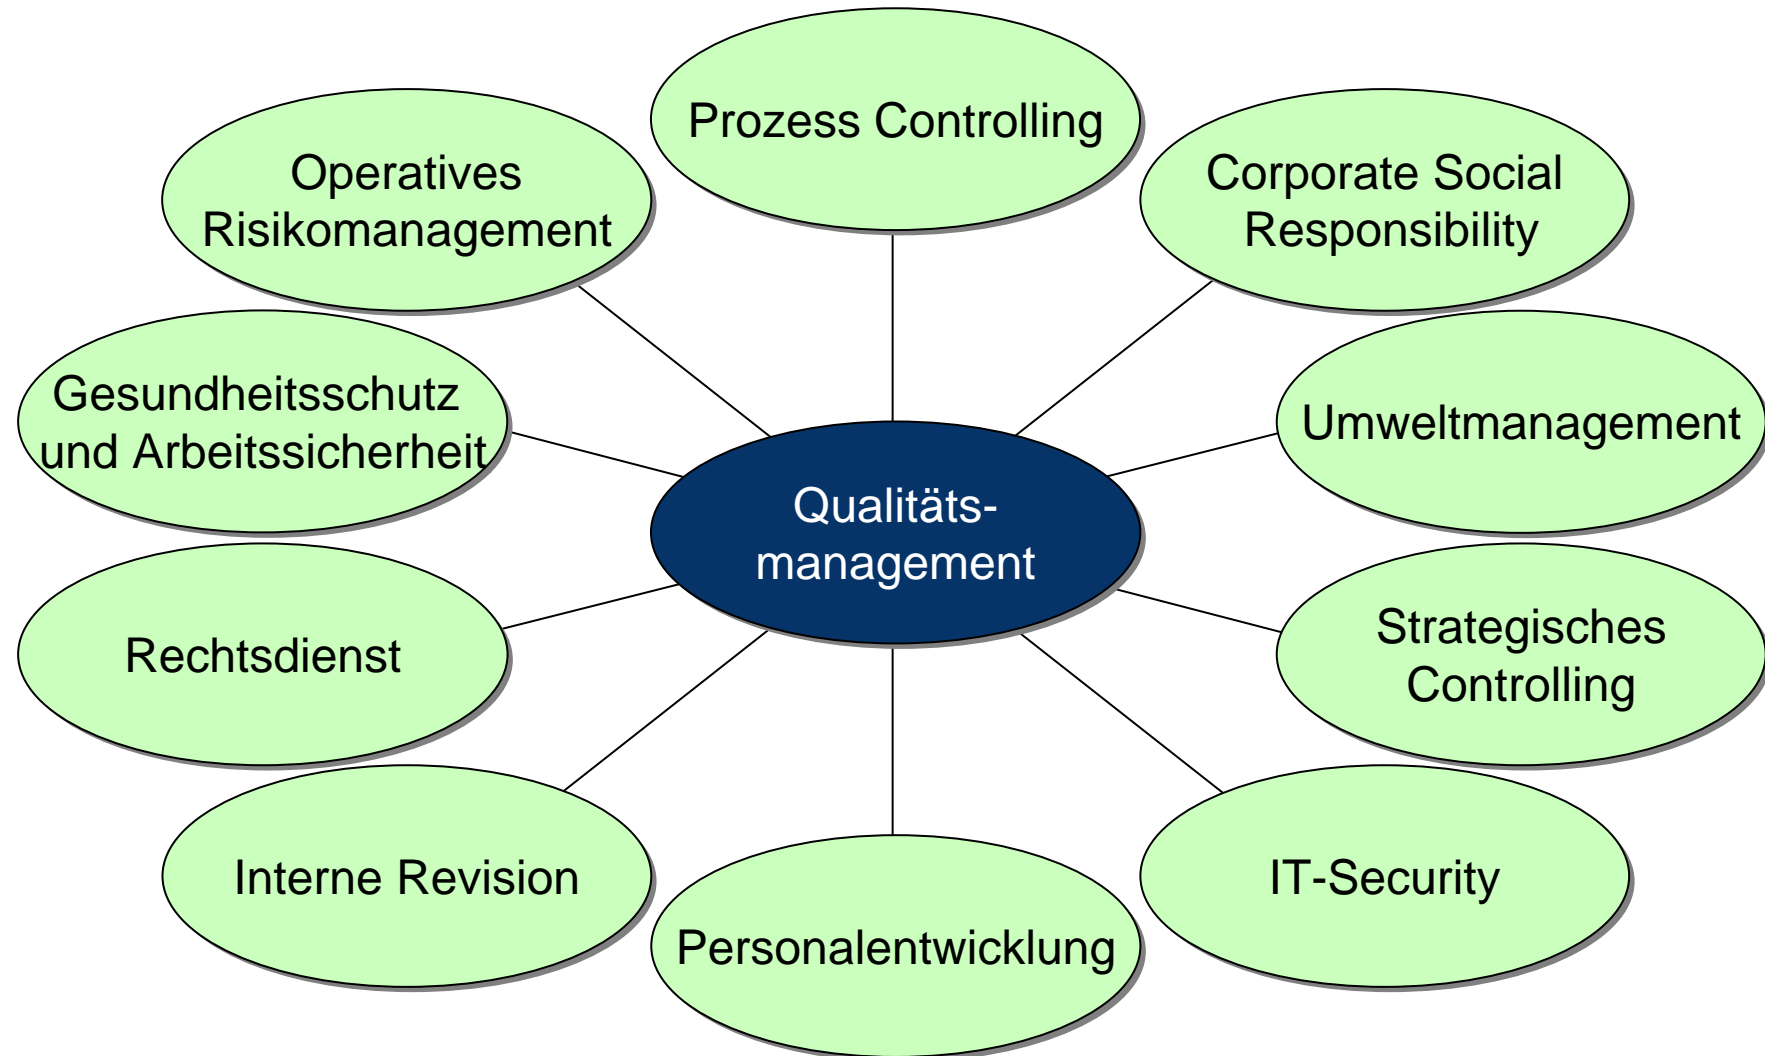 Prozess Controlling
Operatives
Risikomanagement
Corporate Social
Responsibility
Gesundheitsschutz
und Arbeitssicherheit
Umweltmanagement
Qualitäts-
management
Rechtsdienst
Strategisches
Controlling
Interne Revision
IT-Security
Personalentwicklung